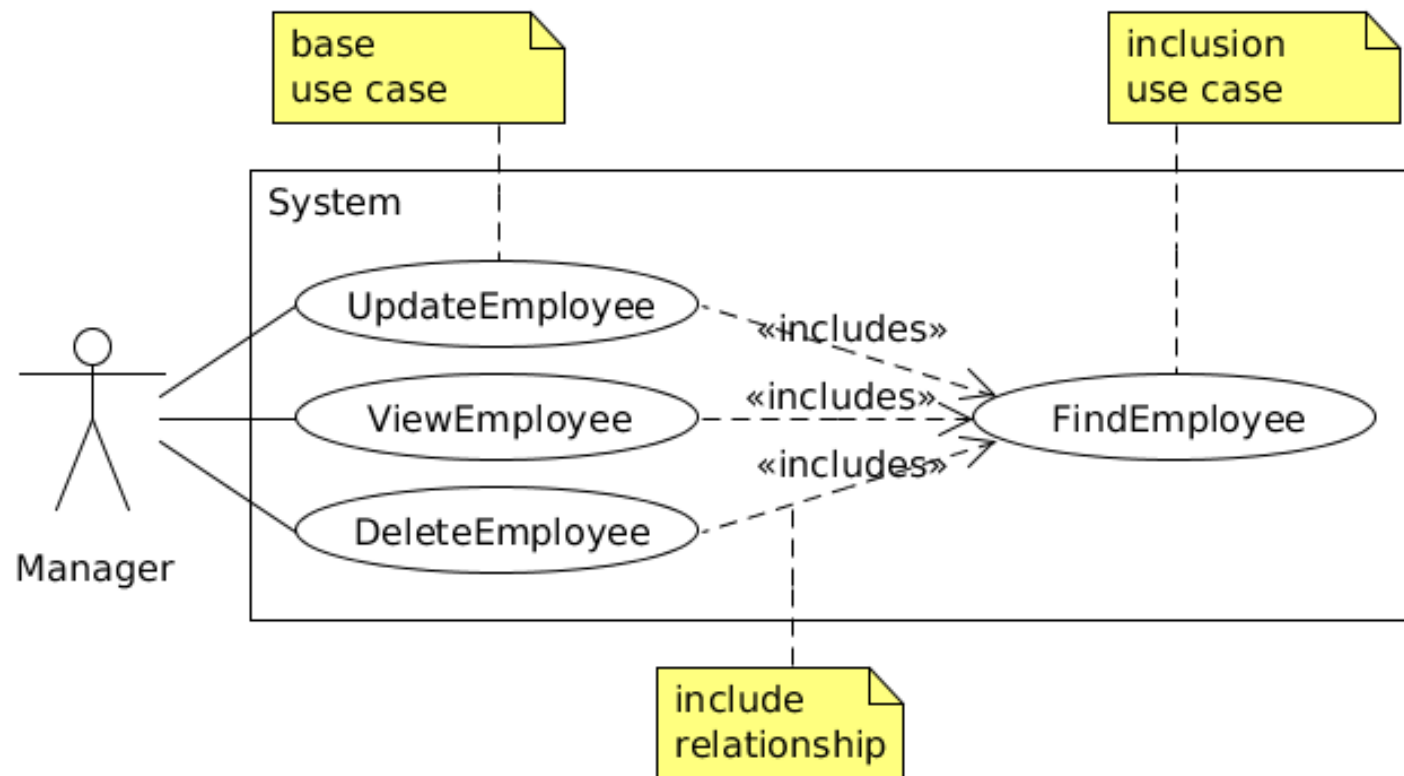 base
use case
inclusion
use case
System
UpdateEmployee
«includes»
ViewEmployee
«includes»
FindEmployee
«includes»
DeleteEmployee
Manager
include
relationship